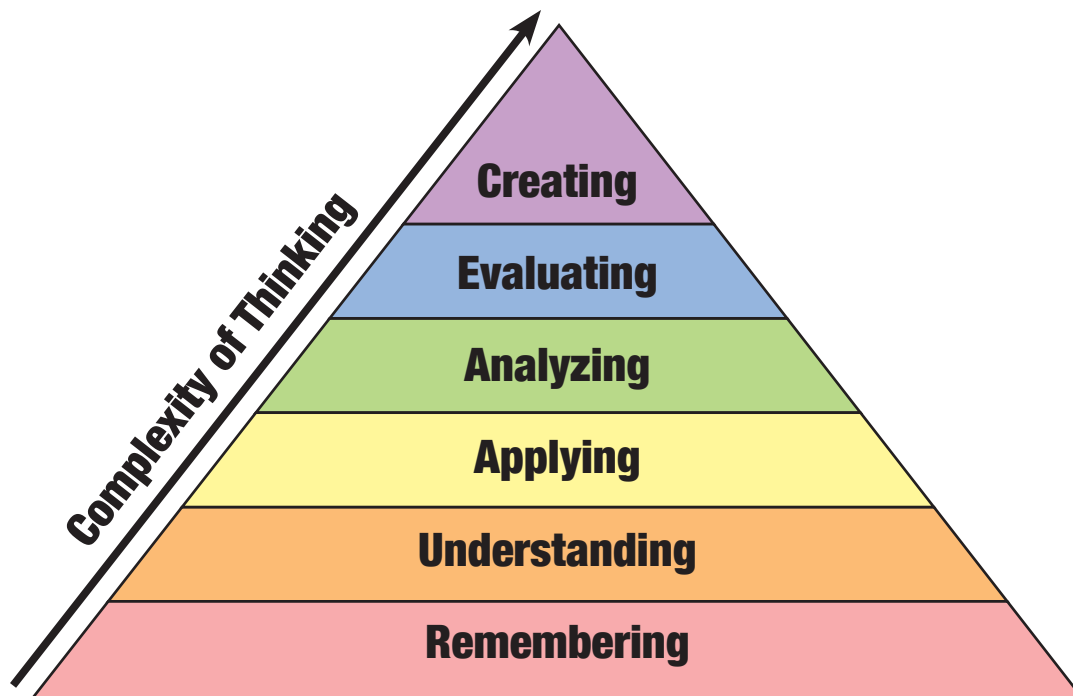 Complexity of Thinking
Creating
Evaluating
Analyzing
Applying
Understanding
Remembering